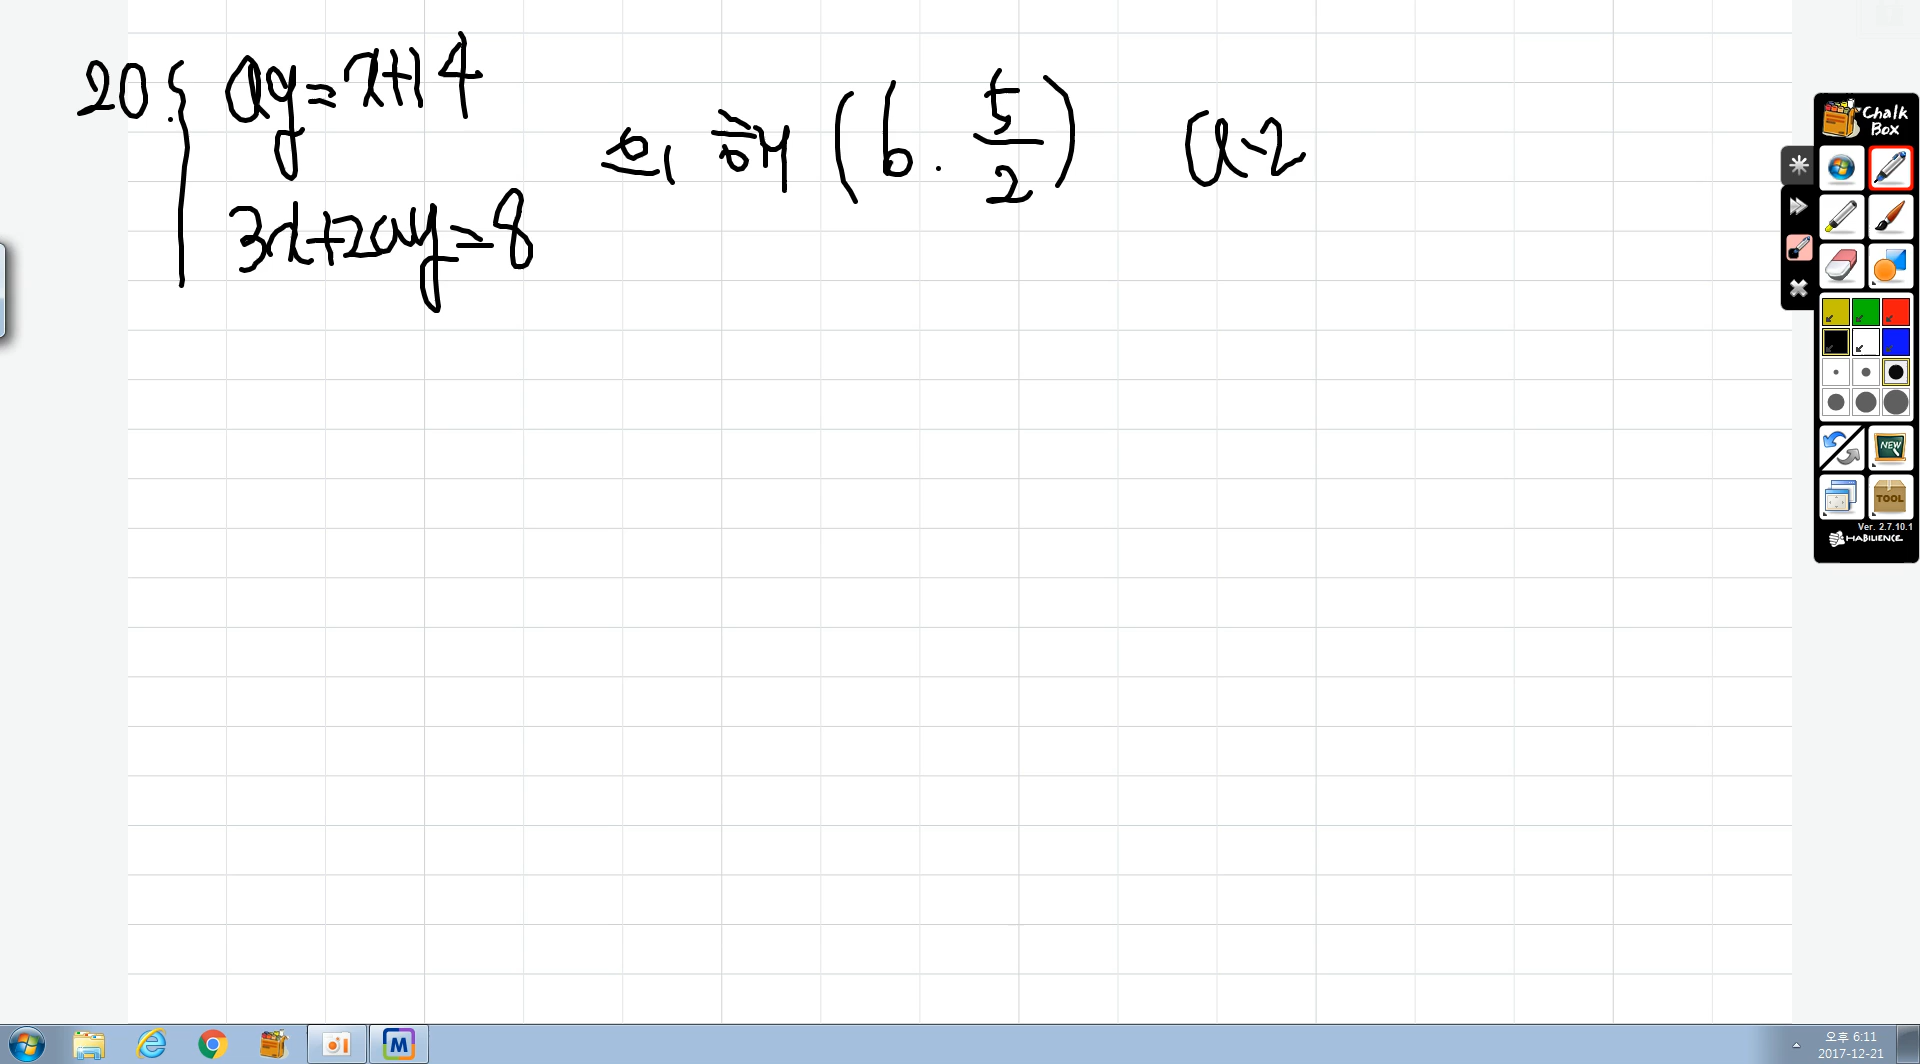 20. { ay=x+14
3x+2ay=8
의 해가 (b. 5/2) a-2
Chalk Box
NEW
TOOL
Ver. 2.7.10.1
HABILIENCE
오후 6:11
2017-12-21